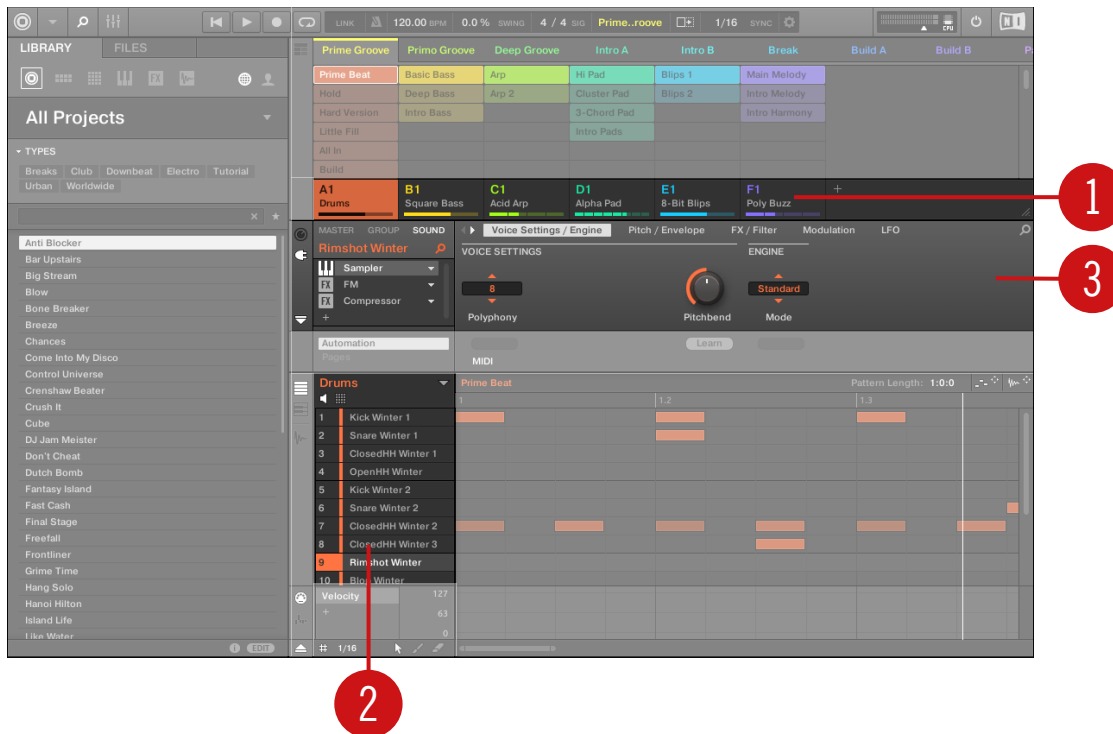 LINK 120.00 BPM 0.0 % SWING 4 / 4 SIG Prime..roove 1/16 SYNC CPU
LIBRARY FILES
All Projects
TYPES
Breaks Club Downbeat Electro Tutorial
Urban Worldwide
Anti Blocker
Bar Upstairs
Big Stream
Blow
Bone Breaker
Breeze
Chances
Come Into My Disco
Control Universe
Crenshaw Beater
Crush It
Cube
DJ Jam Meister
Don't Cheat
Dutch Bomb
Fantasy Island
Fast Cash
Final Stage
Freefall
Frontliner
Grime Time
Hang Solo
Hanoi Hilton
Island Life
Like Water
EDIT
Prime Groove Primo Groove Deep Groove Intro A Intro B Break Build A Build B P
Prime Beat Basic Bass Arp Hi Pad Blips 1 Main Melody
Hold Deep Bass Arp 2 Cluster Pad Blips 2 Intro Melody
Hard Version Intro Bass 3-Chord Pad Intro Harmony
Little Fill Intro Pads
All In
Build
A1 B1 C1 D1 E1 F1 +
Drums Square Bass Acid Arp Alpha Pad 8-Bit Blips Poly Buzz
1
MASTER GROUP SOUND Voice Settings / Engine Pitch / Envelope FX / Filter Modulation LFO
Rimshot Winter VOICE SETTINGS ENGINE
Sampler
FX FM 8 Standard
FX Compressor
+ Polyphony Pitchbend Mode
3
Automation Learn
Pages MIDI
Drums Prime Beat Pattern Length: 1:0:0
1 1.2 1.3
1 Kick Winter 1
2 Snare Winter 1
3 ClosedHH Winter 1
4 OpenHH Winter
5 Kick Winter 2
6 Snare Winter 2
7 ClosedHH Winter 2
8 ClosedHH Winter 3
9 Rimshot Winter
10 Blop Winter
Velocity 127
+ 63
0
# 1/16
2